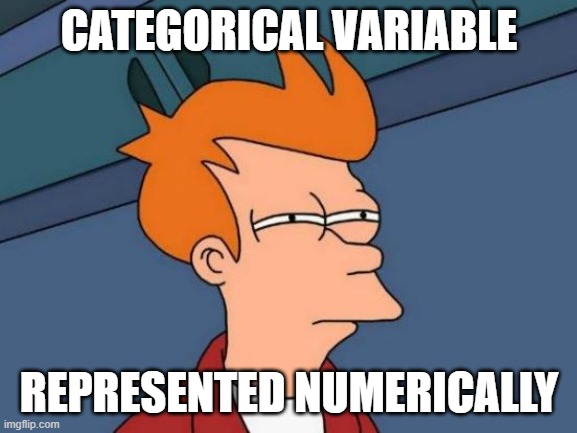 CATEGORICAL VARIABLE
REPRESENTED NUMERICALLY
imgflip.com